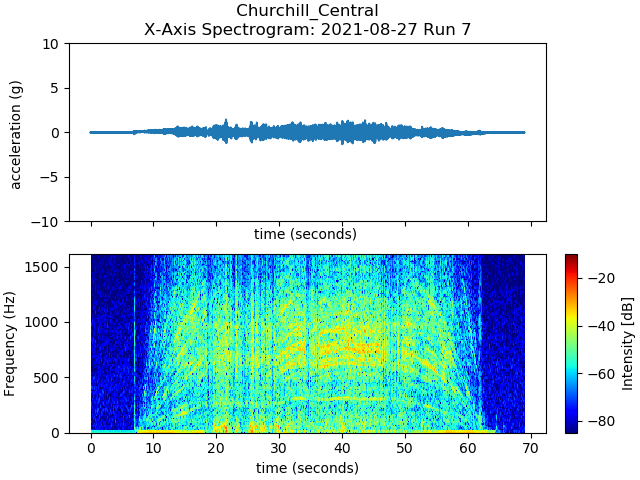 Churchill_Central
X-Axis Spectrogram: 2021-08-27 Run 7
10
5
0
−5
−10
acceleration (g)
time (seconds)
1500
1000
500
0
Frequency (Hz)
0 10 20 30 40 50 60 70
time (seconds)
−20
−40
−60
−80
Intensity [dB]